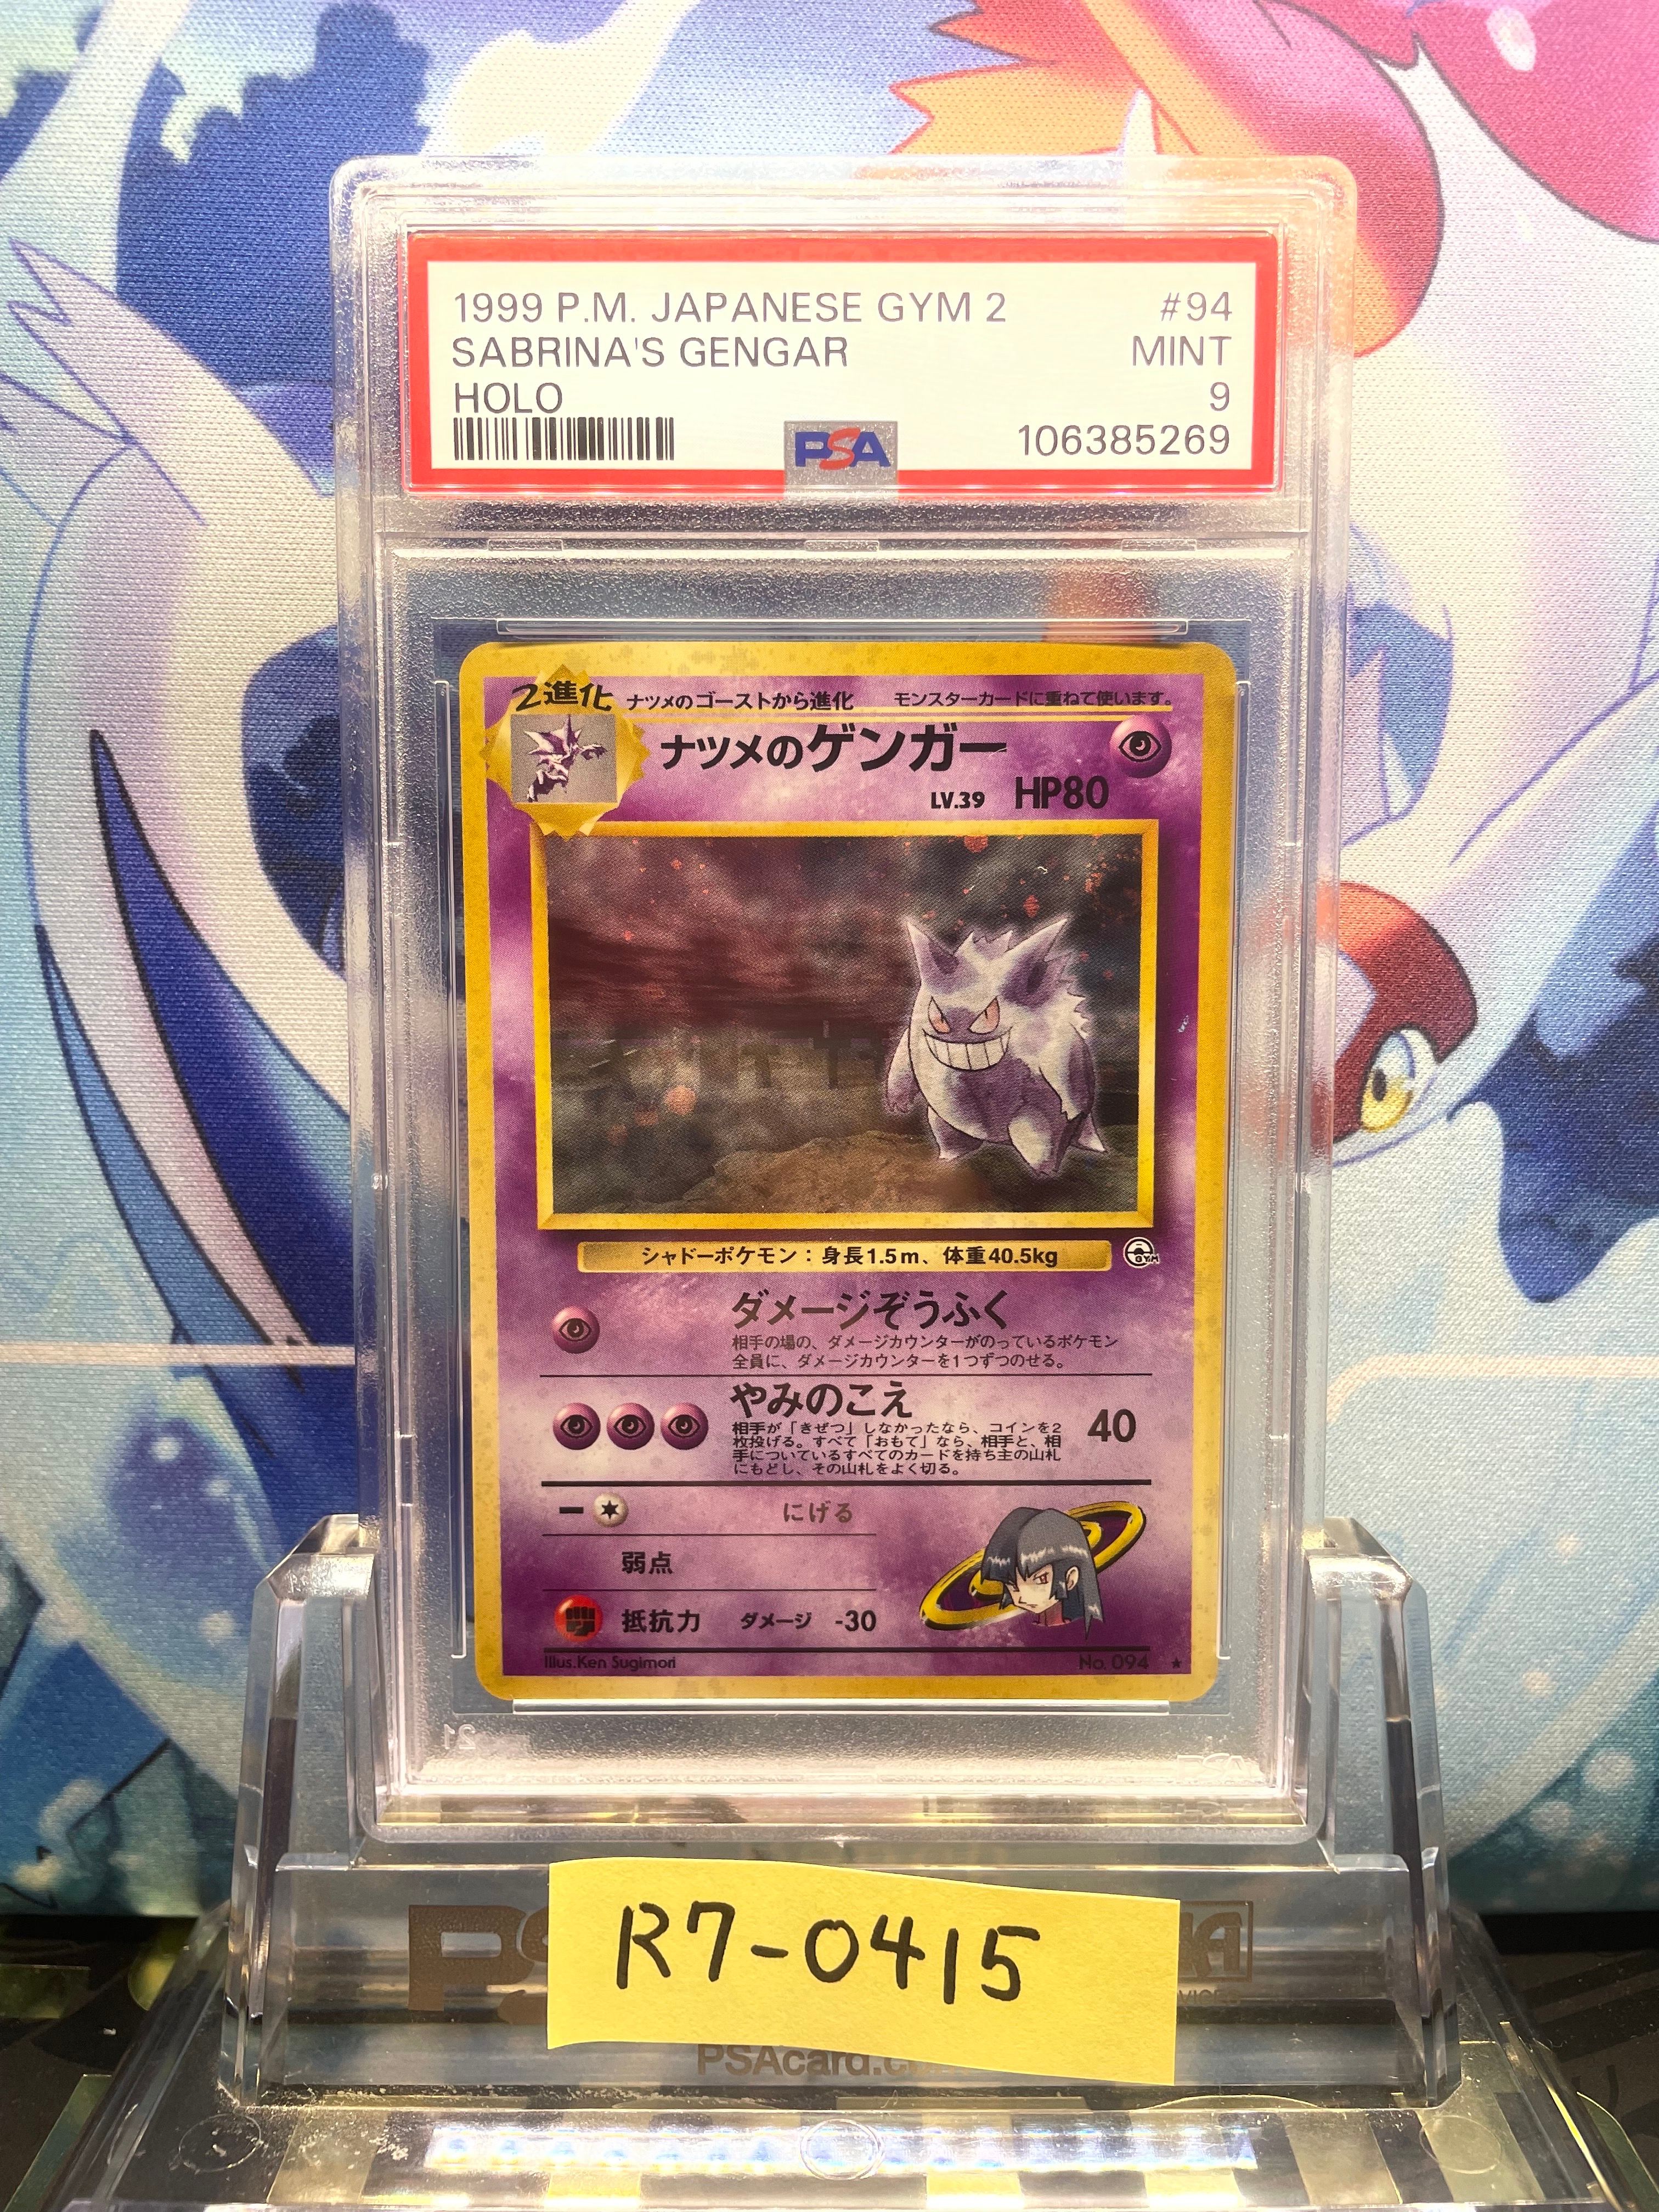 1999 P.M. JAPANESE GYM 2 #94
SABRINA'S GENGAR MINT
HOLO 9
PSA 106385269
2進化 ナツメのゴーストから進化 モンスターカードに重ねて使います。
ナツメのゲンガー
LV.39 HP80
シャドーポケモン：身長1.5m、体重40.5kg
GYM
ダメージぞうふく
相手の場の、ダメージカウンターがのっているポケモン
全員に、ダメージカウンターを1つずつのせる。
やみのこえ 40
相手が「きぜつ」しなかったなら、コインを2
枚投げる。すべて「おもて」なら、相手と、相
手についているすべてのカードを持ち主の山札
にもどし、その山札をよく切る。
にげる
弱点
抵抗力 ダメージ -30
Illus.Ken Sugimori No. 094 ★
R7-0415
PSAcard.c